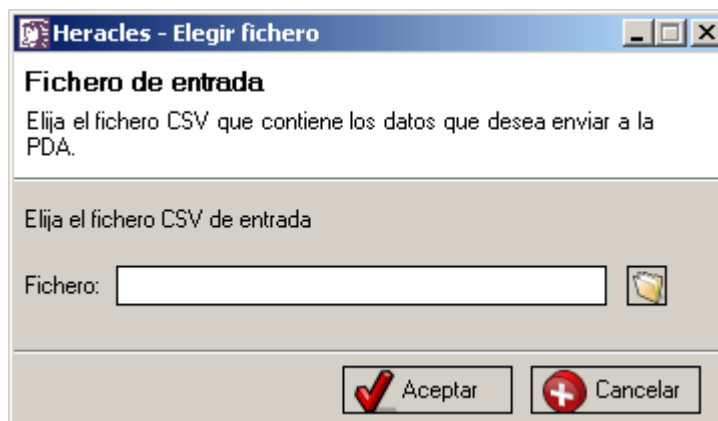 Heracles - Elegir fichero
Fichero de entrada
Elija el fichero CSV que contiene los datos que desea enviar a la
PDA.
Elija el fichero CSV de entrada
Fichero:
Aceptar Cancelar